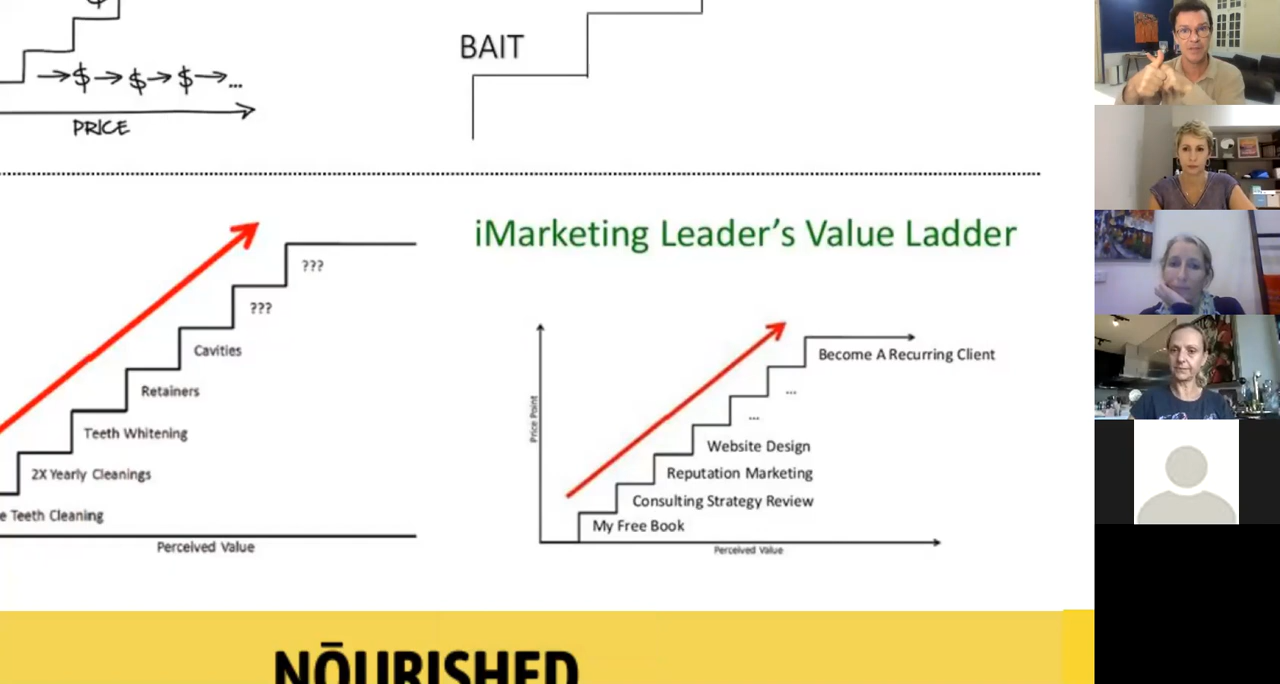 $
→$→$→$→...
PRICE
BAIT
???
???
Cavities
Retainers
Teeth Whitening
2X Yearly Cleanings
e Teeth Cleaning
Perceived Value
iMarketing Leader's Value Ladder
Price Point
Become A Recurring Client
...
...
Website Design
Reputation Marketing
Consulting Strategy Review
My Free Book
Perceived Value
NŌURISHED